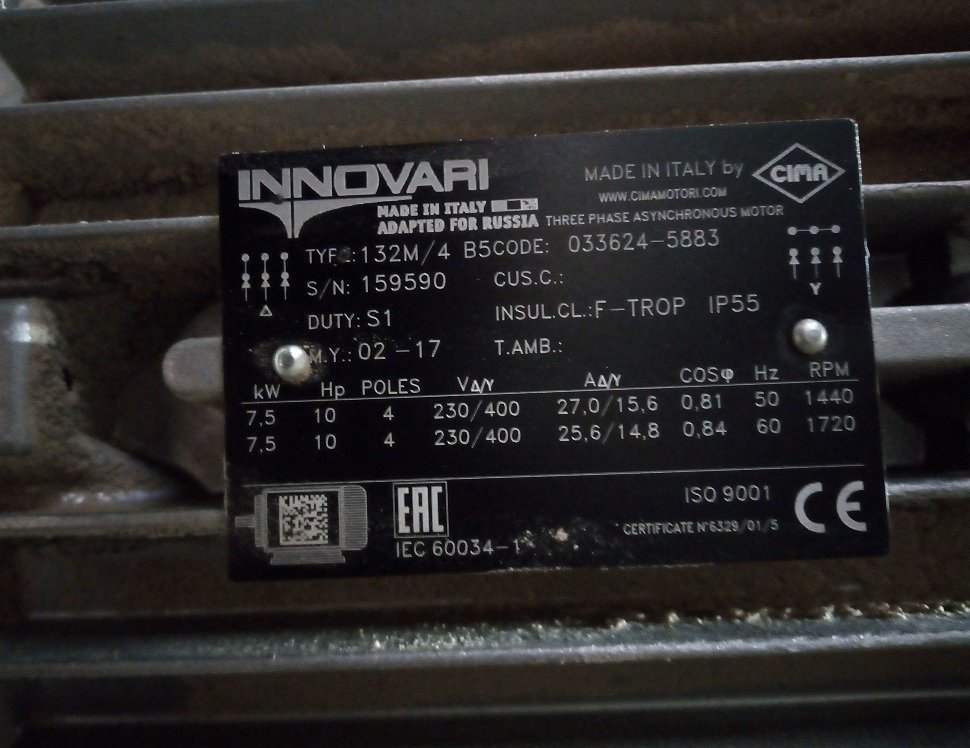 INNOVARI
MADE IN ITALY by CIMA
WWW.CIMAMOTORI.COM
MADE IN ITALY
ADAPTED FOR RUSSIA
THREE PHASE ASYNCHRONOUS MOTOR
132M/4 B5CODE: 033624-5883
S/N: 159590 CUS.C.:
DUTY: S1 INSUL.CL.:F-TROP IP55
Δ Y
M.Y.: 02 -17 T.AMB.:
kW Hp POLES VΔ/Y AΔ/Y COSφ Hz RPM
7,5 10 4 230/400 27,0/15,6 0,81 50 1440
7,5 10 4 230/400 25,6/14,8 0,84 60 1720
EAC ISO 9001 CE
CERTIFICATE N°6329/01/S
IEC 60034-1